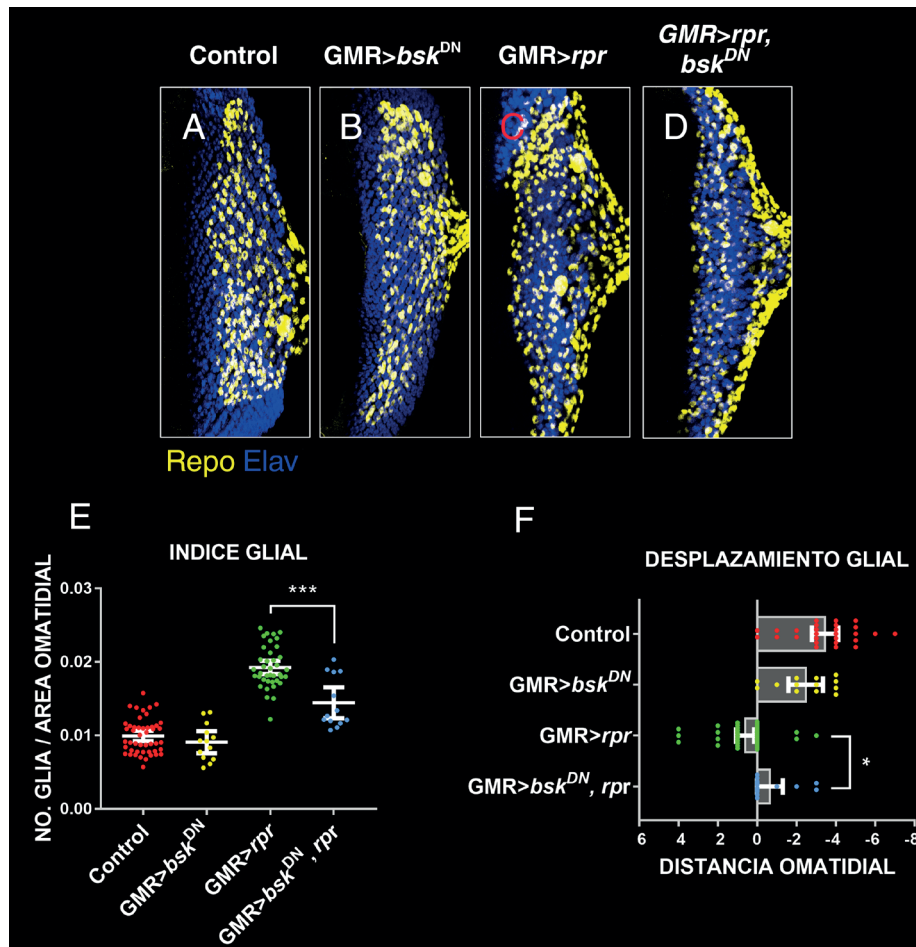 Control
GMR>bskDN
GMR>rpr
GMR>rpr,
bskDN
A
B
C
D
Repo Elav
E
INDICE GLIAL
NO. GLIA / AREA OMATIDIAL
0.03
0.02
0.01
0.00
***
Control
GMR>bskDN
GMR>rpr
GMR>bskDN, rpr
F
DESPLAZAMIENTO GLIAL
Control
GMR>bskDN
GMR>rpr
GMR>bskDN, rpr
*
6 4 2 0 -2 -4 -6 -8
DISTANCIA OMATIDIAL